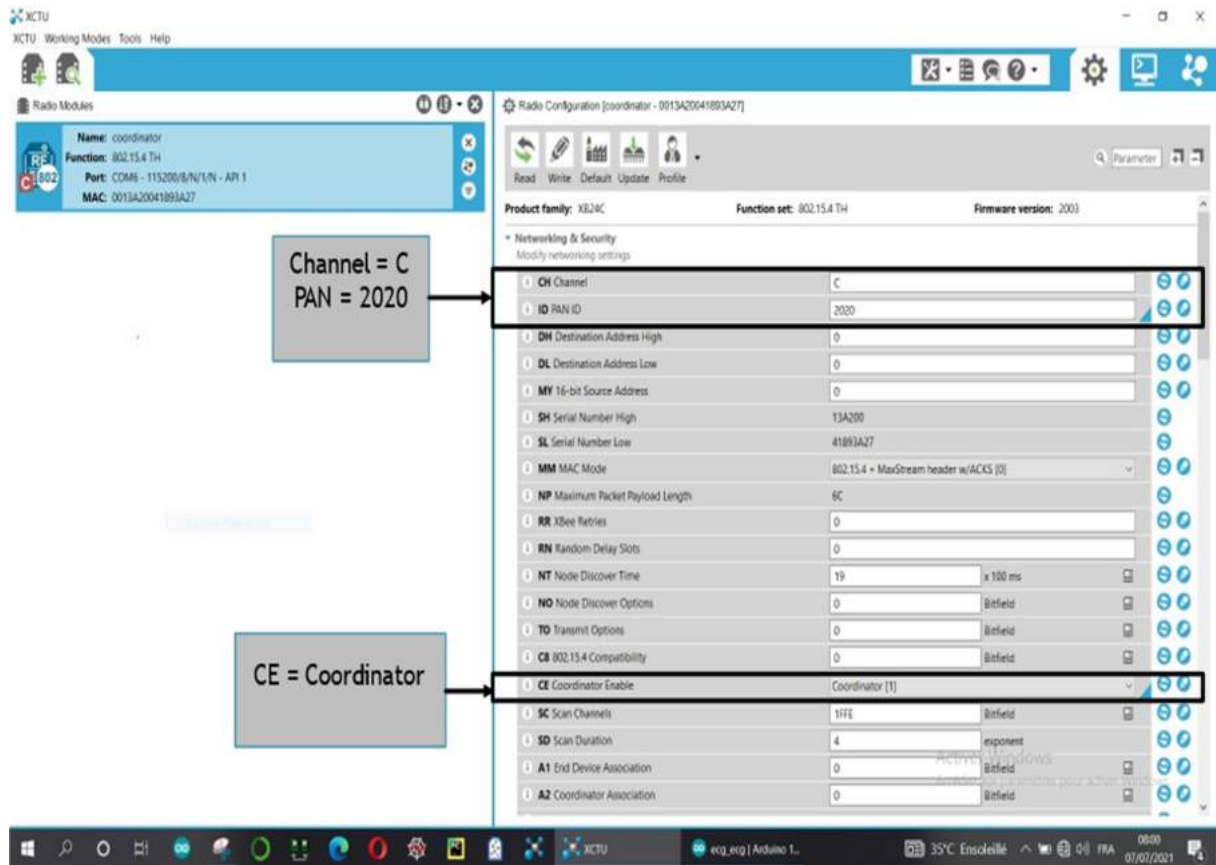 XCTU
XCTU Working Modes Tools Help
Radio Modules
Name: coordinator
Function: 802.15.4 TH
Port: COM6 - 115200/8/N/1/N - API 1
MAC: 0013A20041893A27
Channel = C
PAN = 2020
CE = Coordinator
Radio Configuration [coordinator - 0013A20041893A27]
Read Write Default Update Profile
Parameter
Product family: XB24C Function set: 802.15.4 TH Firmware version: 2003
Networking & Security
Modify networking settings
CH Channel C
ID PAN ID 2020
DH Destination Address High 0
DL Destination Address Low 0
MY 16-bit Source Address 0
SH Serial Number High 13A200
SL Serial Number Low 41893A27
MM MAC Mode 802.15.4 + MaxStream header w/ACKS [0]
NP Maximum Packet Payload Length 6C
RR XBee Retries 0
RN Random Delay Slots 0
NT Node Discover Time 19 x 100 ms
NO Node Discover Options 0 Bitfield
TO Transmit Options 0 Bitfield
C8 802.15.4 Compatibility 0 Bitfield
CE Coordinator Enable Coordinator [1]
SC Scan Channels 1FFE Bitfield
SD Scan Duration 4 exponent
A1 End Device Association 0 Bitfield
A2 Coordinator Association 0 Bitfield
Activer Windows
paramètres pour activer Windows
XCTU
ecg_ecg | Arduino 1...
35°C Ensoleillé
FRA
08:00
07/07/2021